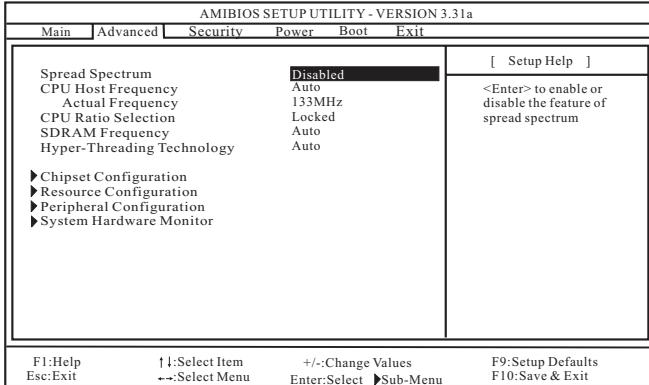 AMIBIOS SETUP UTILITY - VERSION 3.31a
Main Advanced Security Power Boot Exit
[ Setup Help ]
Spread Spectrum Disabled
CPU Host Frequency Auto
Actual Frequency 133MHz
CPU Ratio Selection Locked
SDRAM Frequency Auto
Hyper-Threading Technology Auto
Chipset Configuration
Resource Configuration
Peripheral Configuration
System Hardware Monitor
<Enter> to enable or
disable the feature of
spread spectrum
F1:Help ↑↓:Select Item +/-:Change Values F9:Setup Defaults
Esc:Exit ←→:Select Menu Enter:Select ▶Sub-Menu F10:Save & Exit